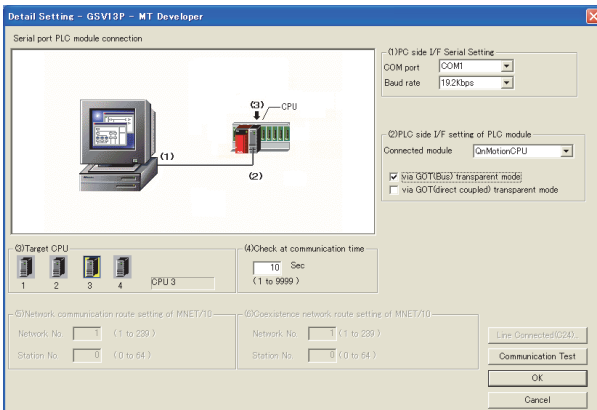 Detail Setting - GSV13P - MT Developer
Serial port PLC module connection
(3)
CPU
(1)
(2)
(1)PC side I/F Serial Setting
COM port COM1
Baud rate 19.2Kbps
(2)PLC side I/F setting of PLC module
Connected module QnMotionCPU
via GOT(Bus) transparent mode
via GOT(direct coupled) transparent mode
(3)Target CPU
1 2 3 4 CPU 3
(4)Check at communication time
10 Sec
(1 to 9999 )
(5)Network communication route setting of MNET/10
Network No. 1 (1 to 239 )
Station No. 0 (0 to 64 )
(6)Coexistence network route setting of MNET/10
Network No. 1 (1 to 239 )
Station No. 0 (0 to 64 )
Line Connected(C24)...
Communication Test
OK
Cancel